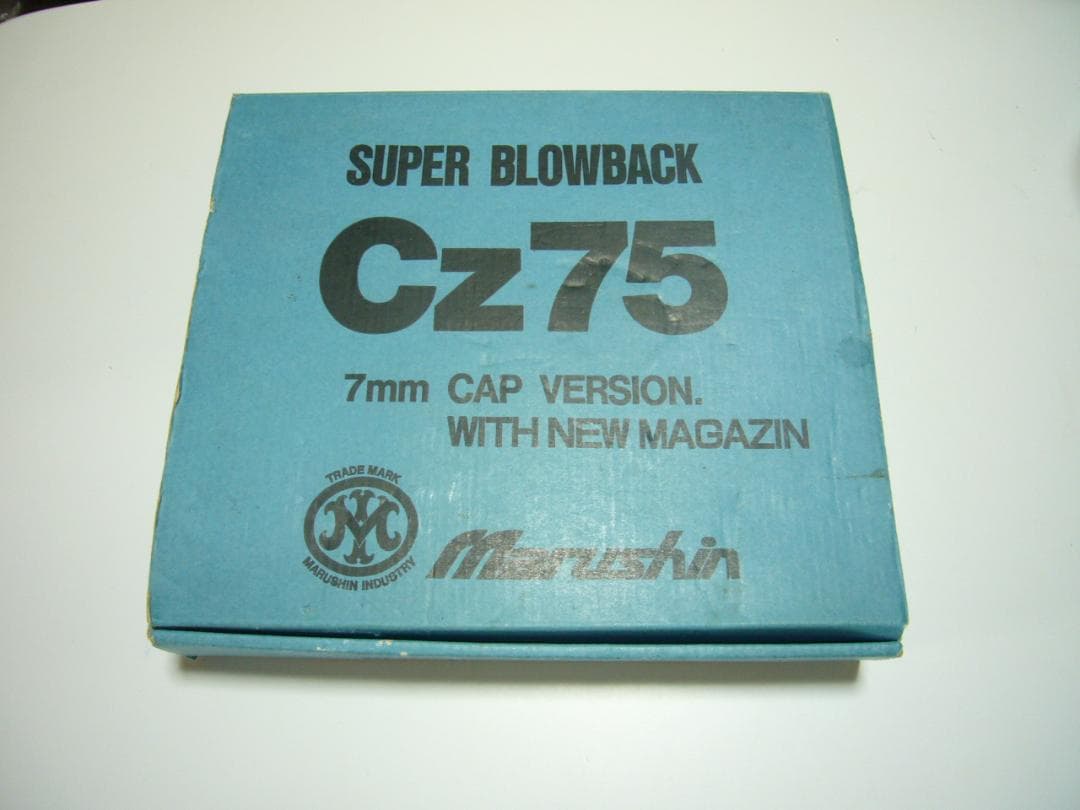 SUPER BLOWBACK
Cz75
7mm CAP VERSION.
WITH NEW MAGAZIN
TRADE MARK
MARUSHIN INDUSTRY
Marushin